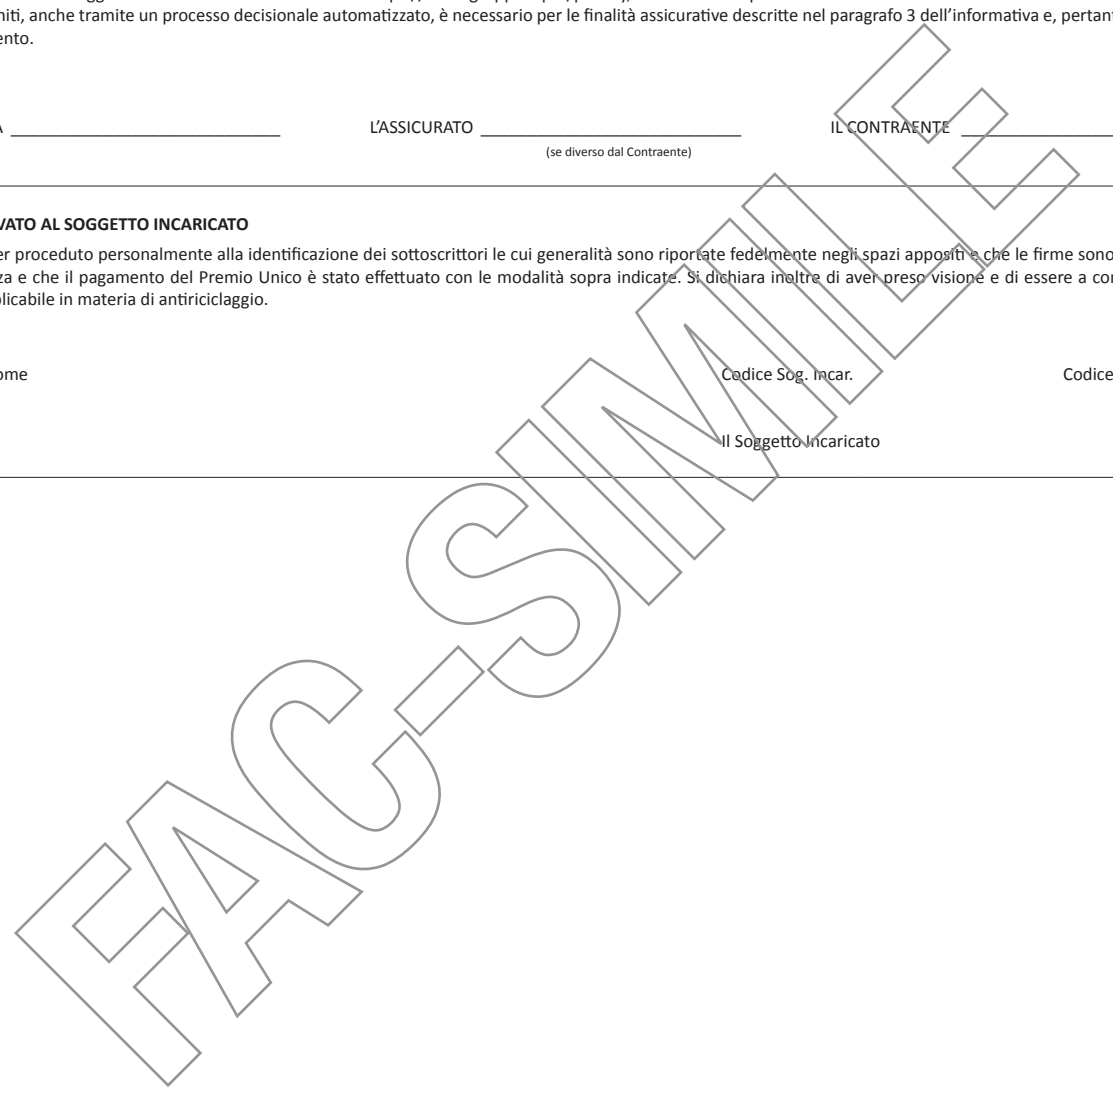 niti, anche tramite un processo decisionale automatizzato, è necessario per le finalità assicurative descritte nel paragrafo 3 dell’informativa e, pertant
ento.
A ____________________________ L’ASSICURATO ___________________________ IL CONTRAENTE ________________
(se diverso dal Contraente)
VATO AL SOGGETTO INCARICATO
er proceduto personalmente alla identificazione dei sottoscrittori le cui generalità sono riportate fedelmente negli spazi appositi e che le firme sono
za e che il pagamento del Premio Unico è stato effettuato con le modalità sopra indicate. Si dichiara inoltre di aver preso visione e di essere a con
plicabile in materia di antiriciclaggio.
ome Codice Sog. Incar. Codice
Il Soggetto Incaricato
FAC-SIMILE